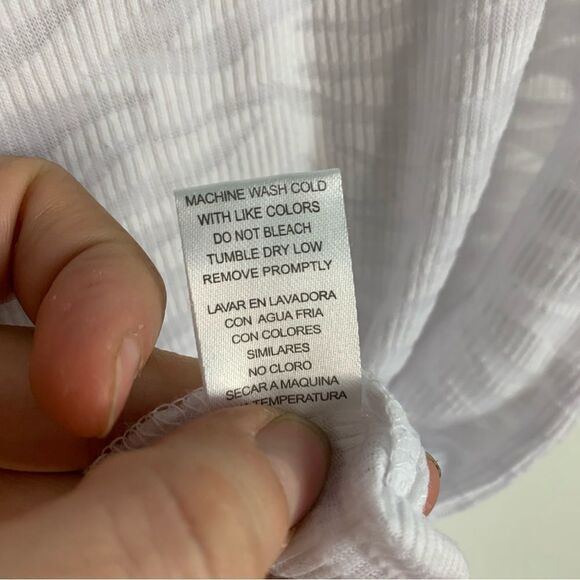 MACHINE WASH COLD
WITH LIKE COLORS
DO NOT BLEACH
TUMBLE DRY LOW
REMOVE PROMPTLY
LAVAR EN LAVADORA
CON AGUA FRIA
CON COLORES
SIMILARES
NO CLORO
SECAR A MAQUINA
TEMPERATURA